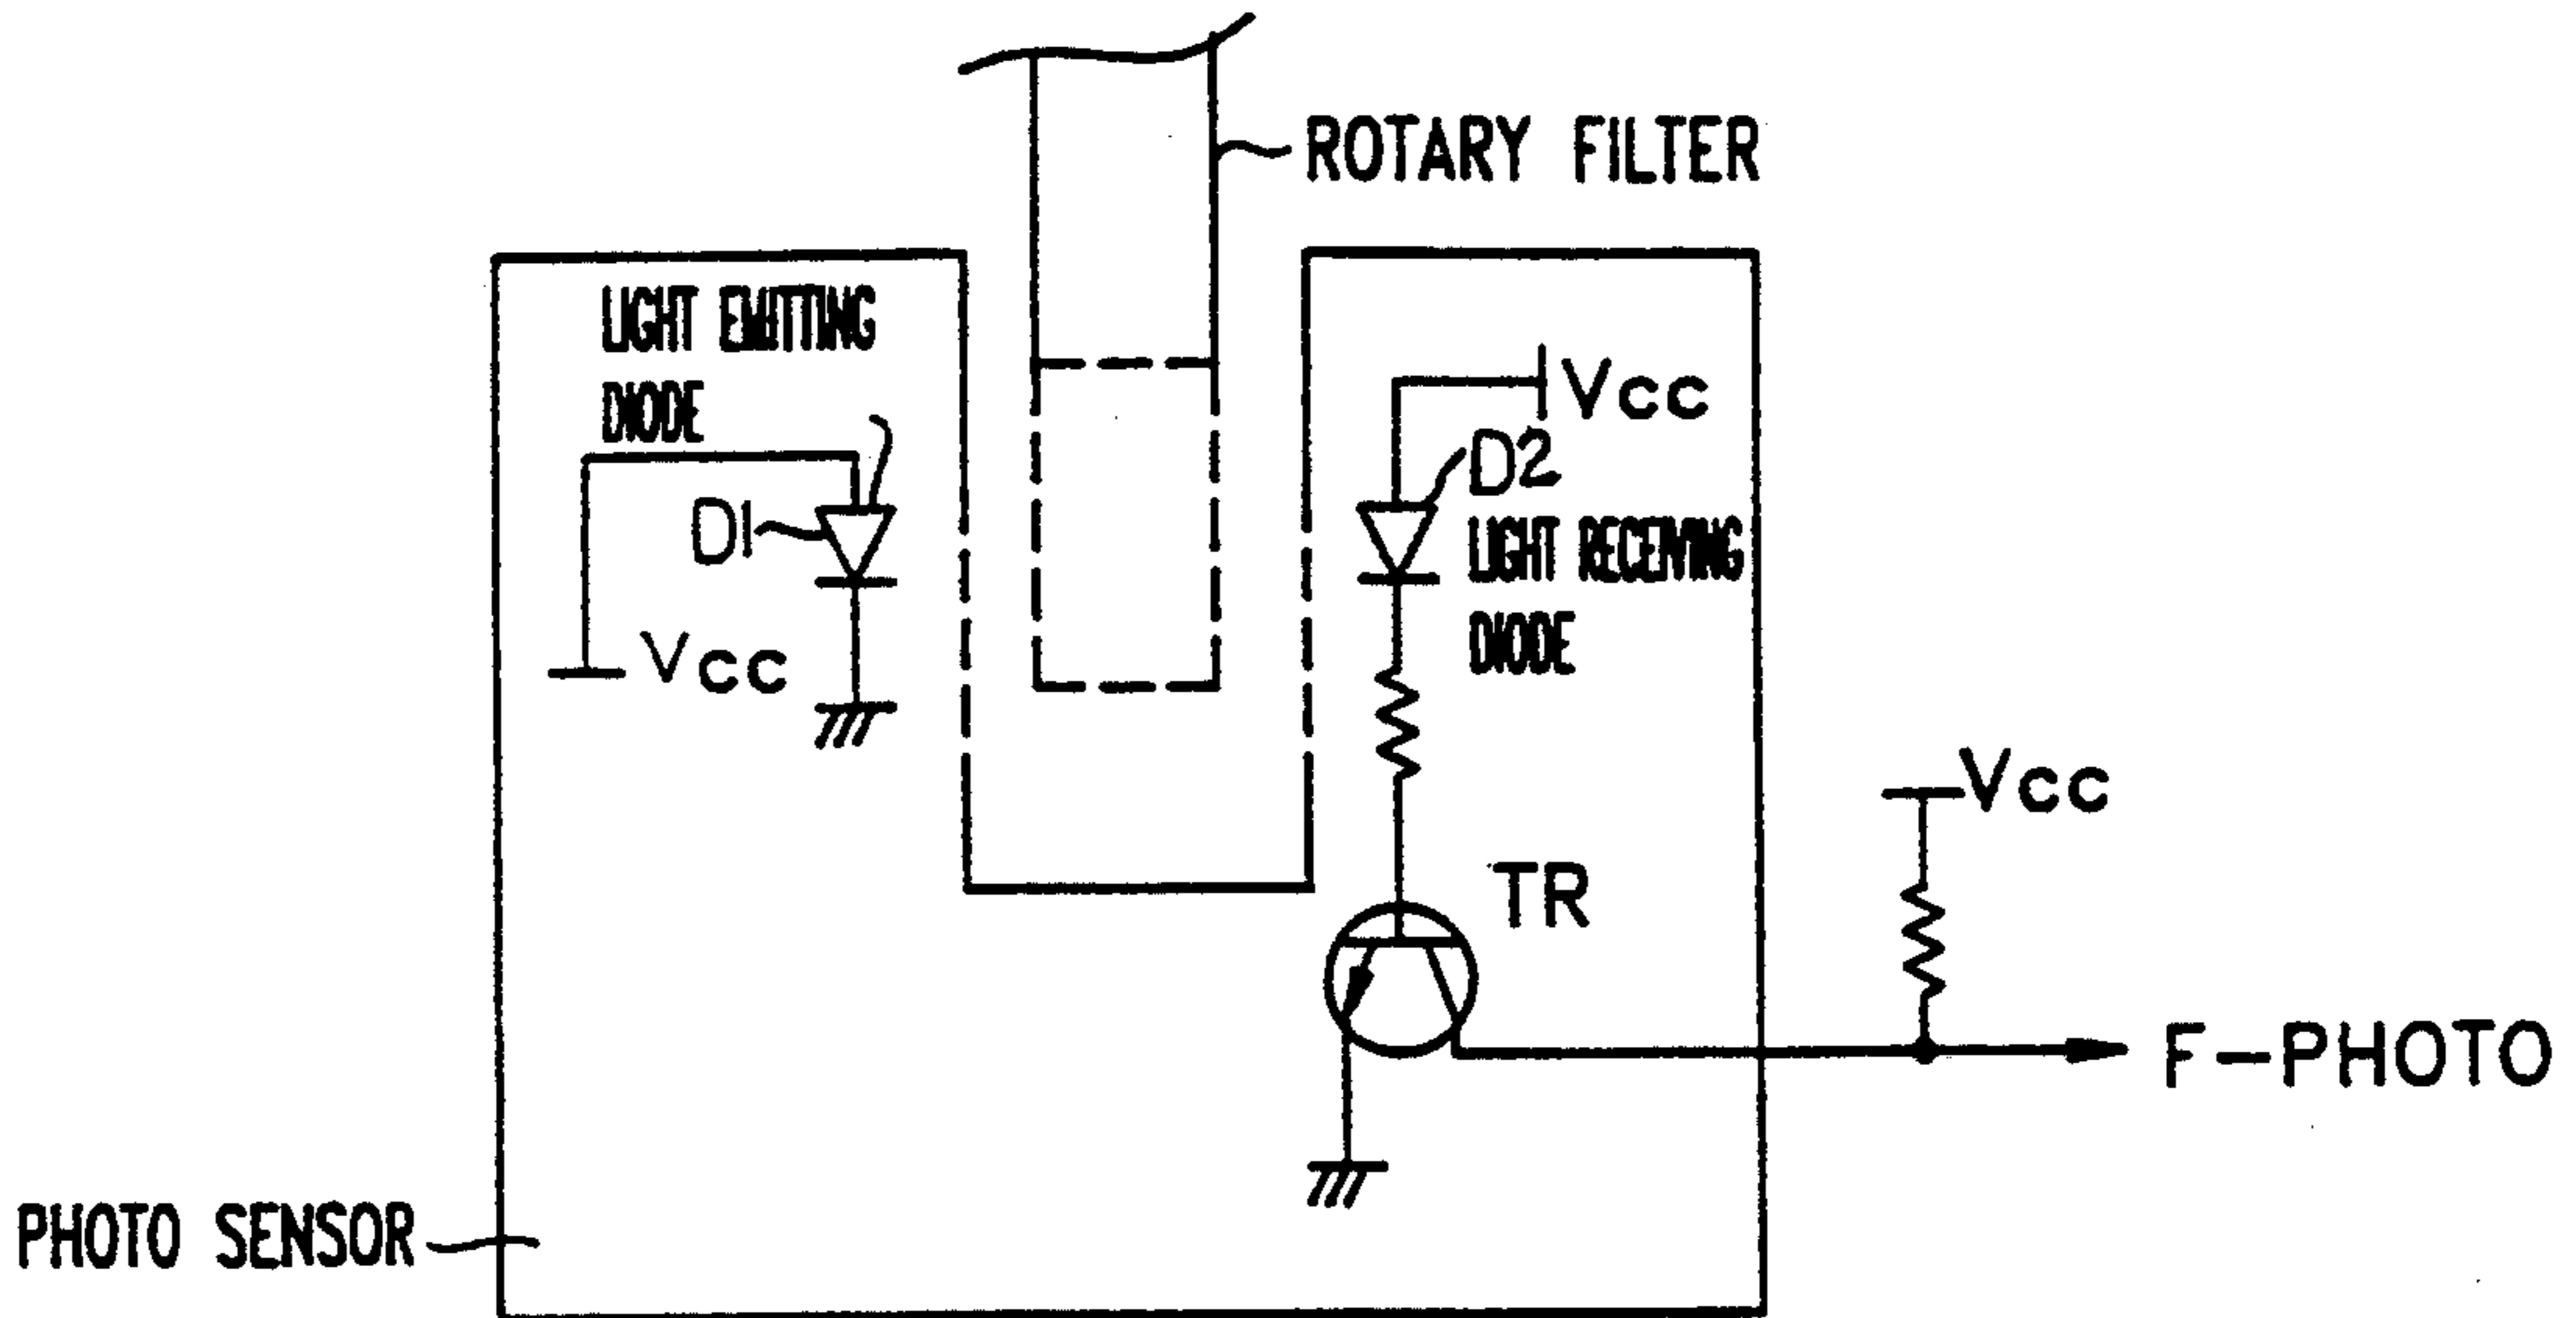 ROTARY FILTER
LIGHT EMITTING
DIODE
Vcc
D1
D2
LIGHT RECEIVING
DIODE
Vcc
Vcc
TR
F-PHOTO
PHOTO SENSOR